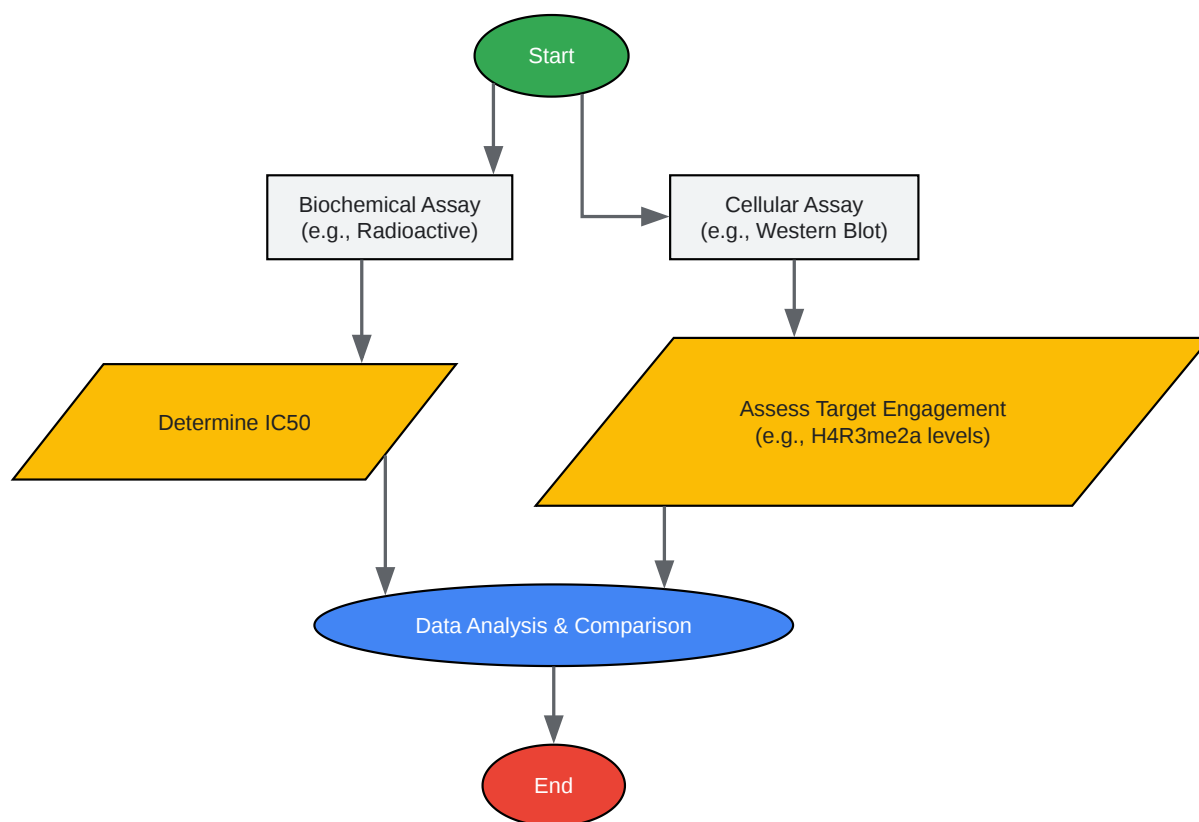 Start
Biochemical Assay
(e.g., Radioactive)
Cellular Assay
(e.g., Western Blot)
Determine IC50
Assess Target Engagement
(e.g., H4R3me2a levels)
Data Analysis & Comparison
End